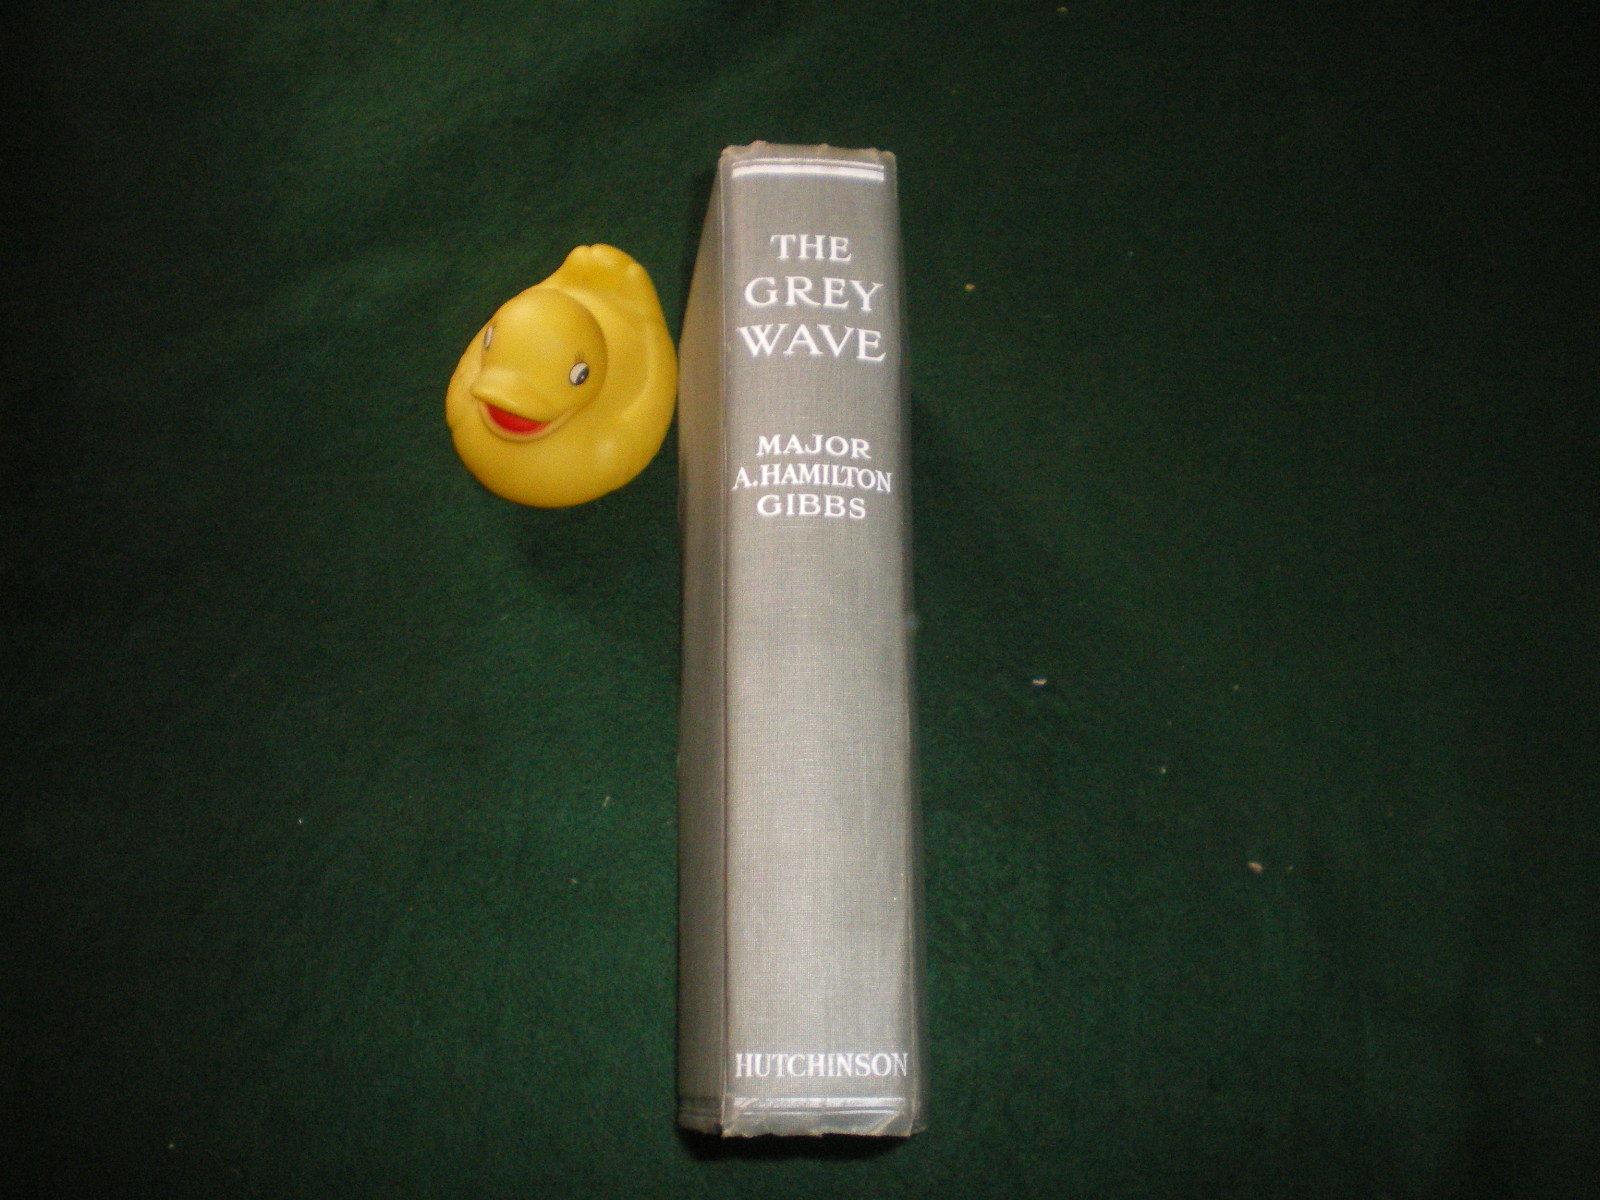 THE
GREY
WAVE
MAJOR
A. HAMILTON
GIBBS
HUTCHINSON